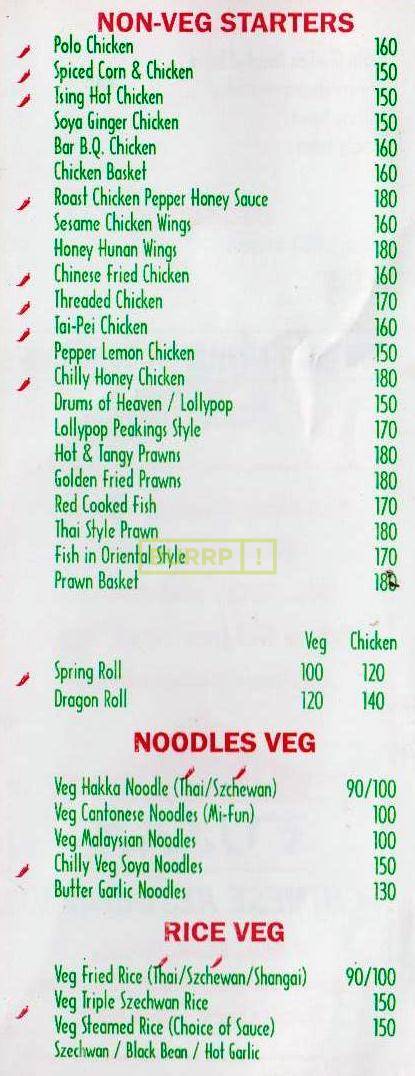 NON-VEG STARTERS
Polo Chicken 160
Spiced Corn & Chicken 150
Tsing Hot Chicken 150
Soya Ginger Chicken 150
Bar B.Q. Chicken 160
Chicken Basket 160
Roast Chicken Pepper Honey Sauce 180
Sesame Chicken Wings 160
Honey Hunan Wings 180
Chinese Fried Chicken 160
Threaded Chicken 170
Tai-Pei Chicken 160
Pepper Lemon Chicken 150
Chilly Honey Chicken 180
Drums of Heaven / Lollypop 150
Lollypop Peakings Style 170
Hot & Tangy Prawns 180
Golden Fried Prawns 180
Red Cooked Fish 170
Thai Style Prawn 180
Fish in Oriental Style 170
Prawn Basket 180
Veg Chicken
Spring Roll 100 120
Dragon Roll 120 140
NOODLES VEG
Veg Hakka Noodle (Thai/Szchewan) 90/100
Veg Cantonese Noodles (Mi-Fun) 100
Veg Malaysian Noodles 100
Chilly Veg Soya Noodles 150
Butter Garlic Noodles 130
RICE VEG
Veg Fried Rice (Thai/Szchewan/Shangai) 90/100
Veg Triple Szechwan Rice 150
Veg Steamed Rice (Choice of Sauce) 150
Szechwan / Black Bean / Hot Garlic